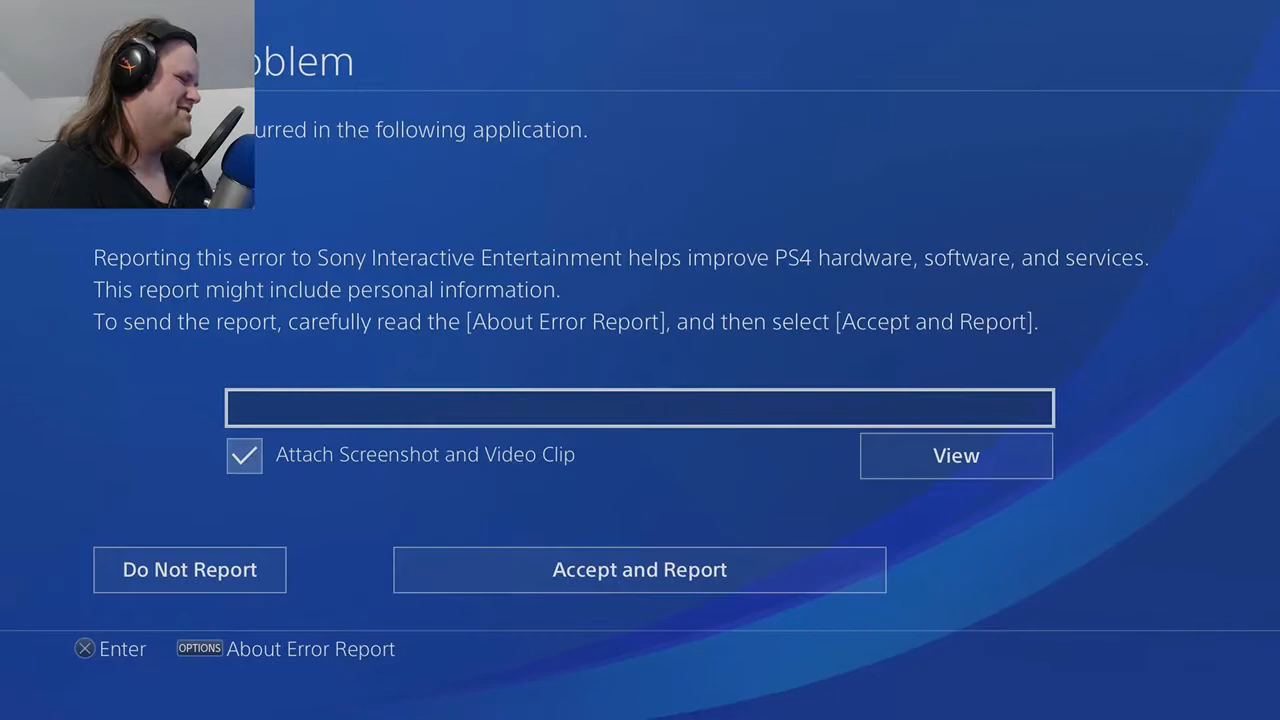 oblem
urred in the following application.
Reporting this error to Sony Interactive Entertainment helps improve PS4 hardware, software, and services.
This report might include personal information.
To send the report, carefully read the [About Error Report], and then select [Accept and Report].
Attach Screenshot and Video Clip
View
Do Not Report
Accept and Report
Enter
OPTIONS About Error Report